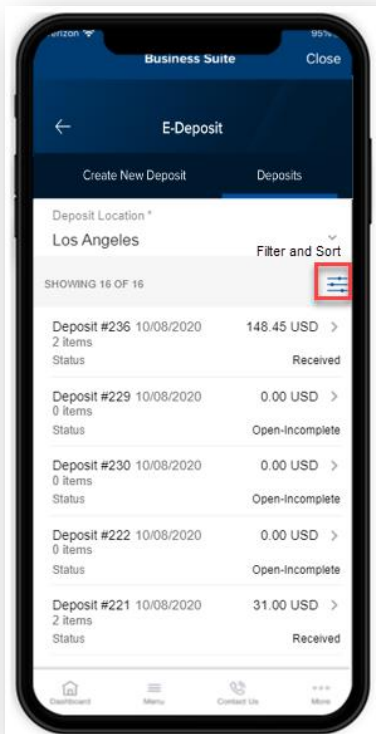 erizon 95%
Business Suite Close
E-Deposit
Create New Deposit Deposits
Deposit Location *
Los Angeles
Filter and Sort
SHOWING 16 OF 16
Deposit #236 10/08/2020 148.45 USD >
2 items
Status Received
Deposit #229 10/08/2020 0.00 USD >
0 items
Status Open-Incomplete
Deposit #230 10/08/2020 0.00 USD >
0 items
Status Open-Incomplete
Deposit #222 10/08/2020 0.00 USD >
0 items
Status Open-Incomplete
Deposit #221 10/08/2020 31.00 USD >
2 items
Status Received
Dashboard Menu Contact Us More